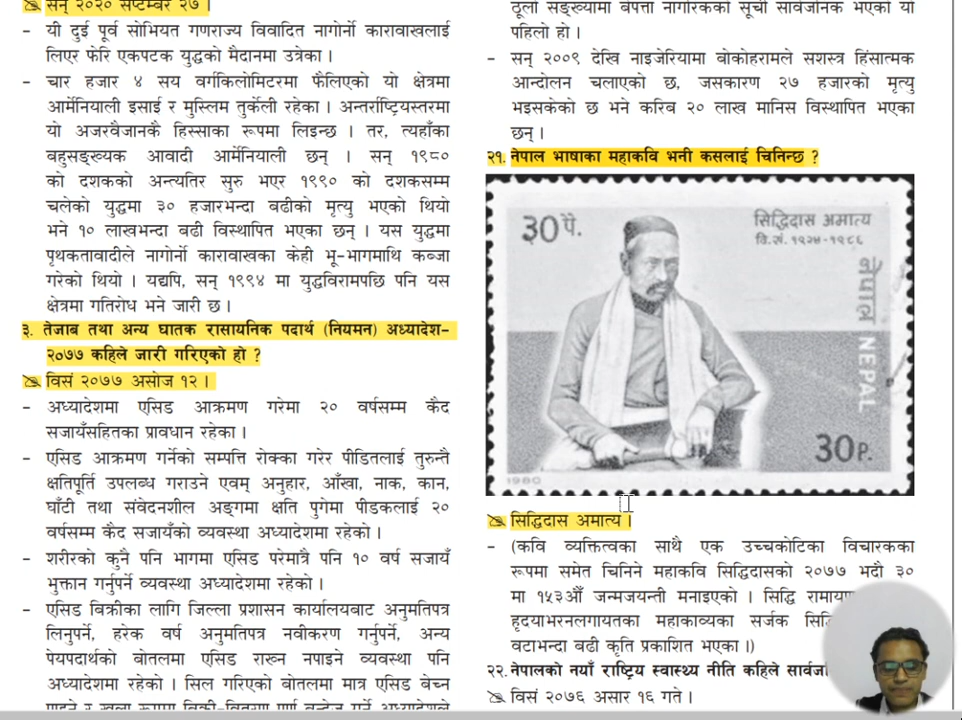 सन् २०२० सेप्टेम्बर २७ ।
– यी दुई पूर्व सोभियत गणराज्य विवादित नागोर्नो कारावाखलाई
लिएर फेरि एकपटक युद्धको मैदानमा उत्रेका ।
– चार हजार ४ सय वर्गकिलोमिटरमा फैलिएको यो क्षेत्रमा
आर्मेनियाली इसाई र मुस्लिम तुर्केली रहेका । अन्तर्राष्ट्रियस्तरमा
यो अजरवैजानकै हिस्साका रूपमा लिइन्छ । तर, त्यहाँका
बहुसङ्ख्यक आवादी आर्मेनियाली छन् । सन् १९८०
को दशकको अन्त्यतिर सुरु भएर १९९० को दशकसम्म
चलेको युद्धमा ३० हजारभन्दा बढीको मृत्यु भएको थियो
भने १० लाखभन्दा बढी विस्थापित भएका छन् । यस युद्धमा
पृथकतावादीले नागोर्नो कारावाखका केही भू-भागमाथि कब्जा
गरेको थियो । यद्यपि, सन् १९९४ मा युद्धविरामपछि पनि यस
क्षेत्रमा गतिरोध भने जारी छ ।
३. तेजाब तथा अन्य घातक रासायनिक पदार्थ (नियमन) अध्यादेश-
२०७७ कहिले जारी गरिएको हो ?
विसं २०७७ असोज १२ ।
– अध्यादेशमा एसिड आक्रमण गरेमा २० वर्षसम्म कैद
सजायँसहितका प्रावधान रहेका ।
– एसिड आक्रमण गर्नेको सम्पत्ति रोक्का गरेर पीडितलाई तुरुन्तै
क्षतिपूर्ति उपलब्ध गराउने एवम् अनुहार, आँखा, नाक, कान,
घाँटी तथा संवेदनशील अङ्गमा क्षति पुगेमा पीडकलाई २०
वर्षसम्म कैद सजायँको व्यवस्था अध्यादेशमा रहेको ।
– शरीरको कुनै पनि भागमा एसिड परेमात्रै पनि १० वर्ष सजायँ
भुक्तान गर्नुपर्ने व्यवस्था अध्यादेशमा रहेको ।
– एसिड बिक्रीका लागि जिल्ला प्रशासन कार्यालयबाट अनुमतिपत्र
लिनुपर्ने, हरेक वर्ष अनुमतिपत्र नवीकरण गर्नुपर्ने, अन्य
पेयपदार्थको बोतलमा एसिड राख्न नपाइने व्यवस्था पनि
अध्यादेशमा रहेको । सिल गरिएको बोतलमा मात्र एसिड बेच्न
ठूलो सङ्ख्यामा बेपत्ता नागरिकको सूची सार्वजनिक भएको यो
पहिलो हो ।
– सन् २००९ देखि नाइजेरियामा बोकोहरामले सशस्त्र हिंसात्मक
आन्दोलन चलाएको छ, जसकारण २७ हजारको मृत्यु
भइसकेको छ भने करिब २० लाख मानिस विस्थापित भएका
छन् ।
२१. नेपाल भाषाका महाकवि भनी कसलाई चिनिन्छ ?
30 पै.
सिद्धिदास अमात्य
वि.सं. १९२४-१९८६
नेपाल NEPAL
30P.
1980
सिद्धिदास अमात्य ।
– (कवि व्यक्तित्वका साथै एक उच्चकोटिका विचारकका
रूपमा समेत चिनिने महाकवि सिद्धिदासको २०७७ भदौ ३०
मा १५३औँ जन्मजयन्ती मनाइएको । सिद्धि रामायण
हृदयाभरनलगायतका महाकाव्यका सर्जक
वटाभन्दा बढी कृति प्रकाशित भएका ।)
२२. नेपालको नयाँ राष्ट्रिय स्वास्थ्य नीति कहिले
विसं २०७६ असार १६ गते ।